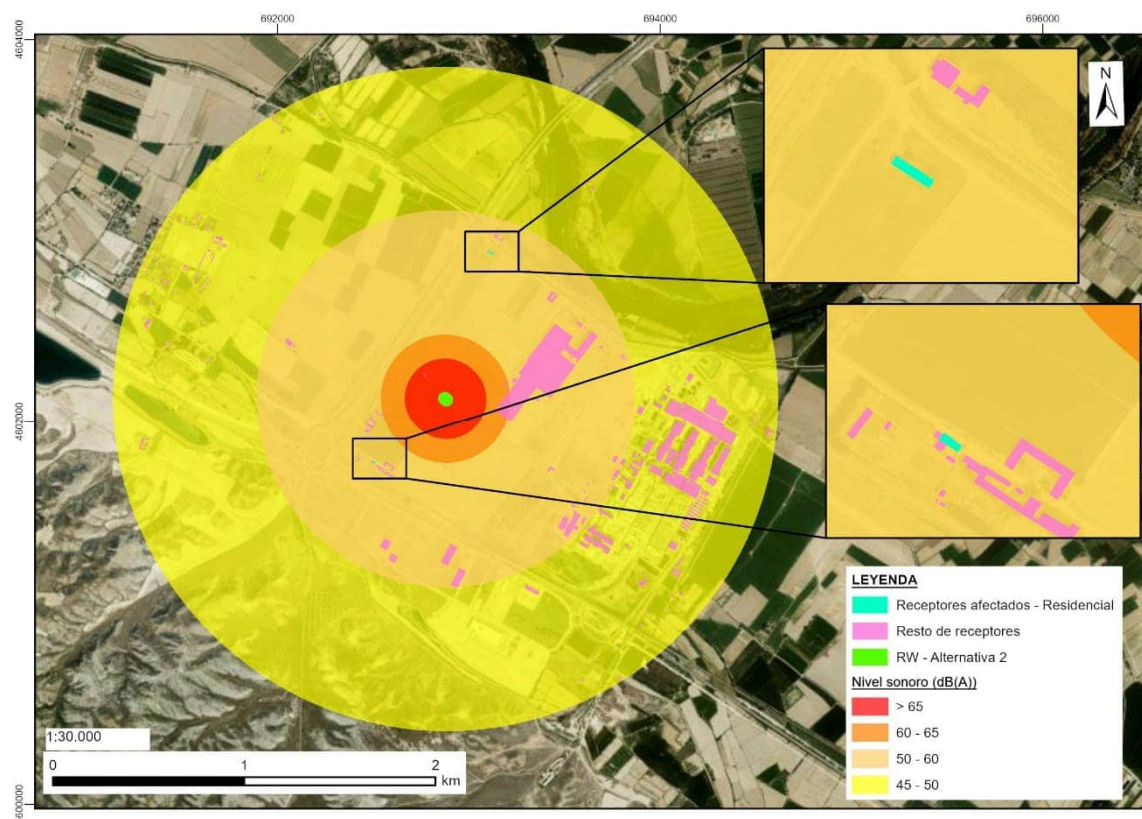 692000
694000
696000
4604000
N
4602000
LEYENDA
Receptores afectados - Residencial
Resto de receptores
RW - Alternativa 2
Nivel sonoro (dB(A))
> 65
60 - 65
50 - 60
45 - 50
1:30.000
0 1 2
km
600000